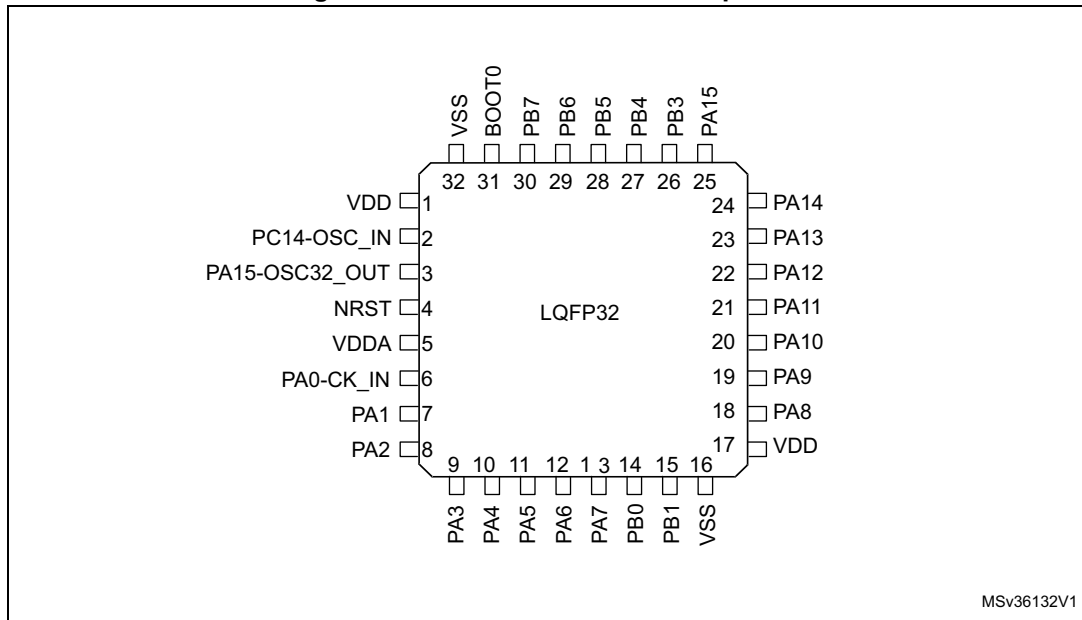 VSS
BOOT0
PB7
PB6
PB5
PB4
PB3
PA15
32 31 30 29 28 27 26 25
VDD 1
PC14-OSC_IN 2
PA15-OSC32_OUT 3
NRST 4
VDDA 5
PA0-CK_IN 6
PA1 7
PA2 8
LQFP32
24 PA14
23 PA13
22 PA12
21 PA11
20 PA10
19 PA9
18 PA8
17 VDD
9 10 11 12 1 3 14 15 16
PA3
PA4
PA5
PA6
PA7
PB0
PB1
VSS
MSv36132V1